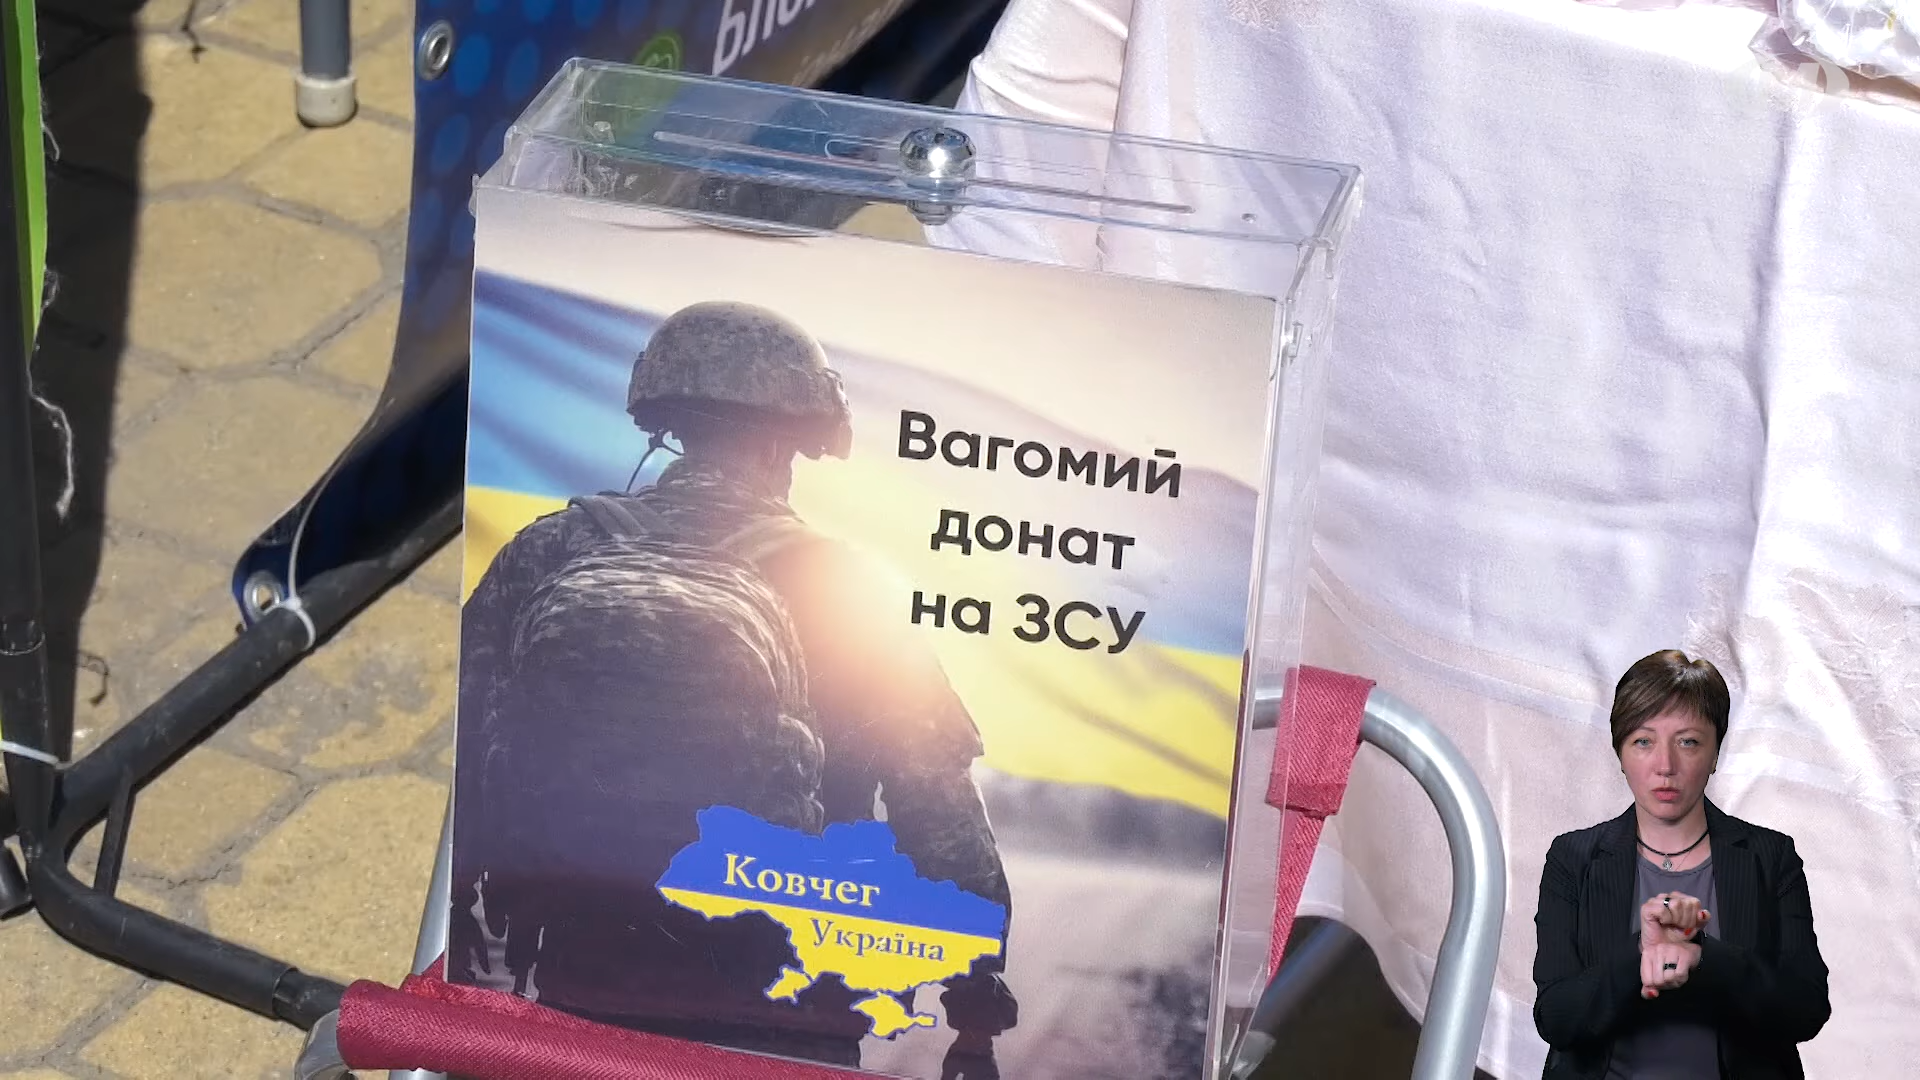 Вагомий
донат
на ЗСУ
Ковчег
Україна